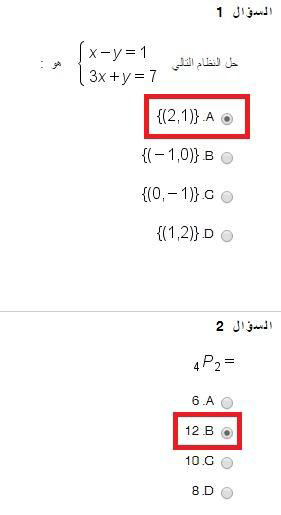 السؤال 1
حل النظام التالي { x − y = 1
3x + y = 7 هو :
{(2,1)} .A
{(−1,0)} .B
{(0,−1)} .C
{(1,2)} .D
السؤال 2
₄P₂ =
6 .A
12 .B
10 .C
8 .D